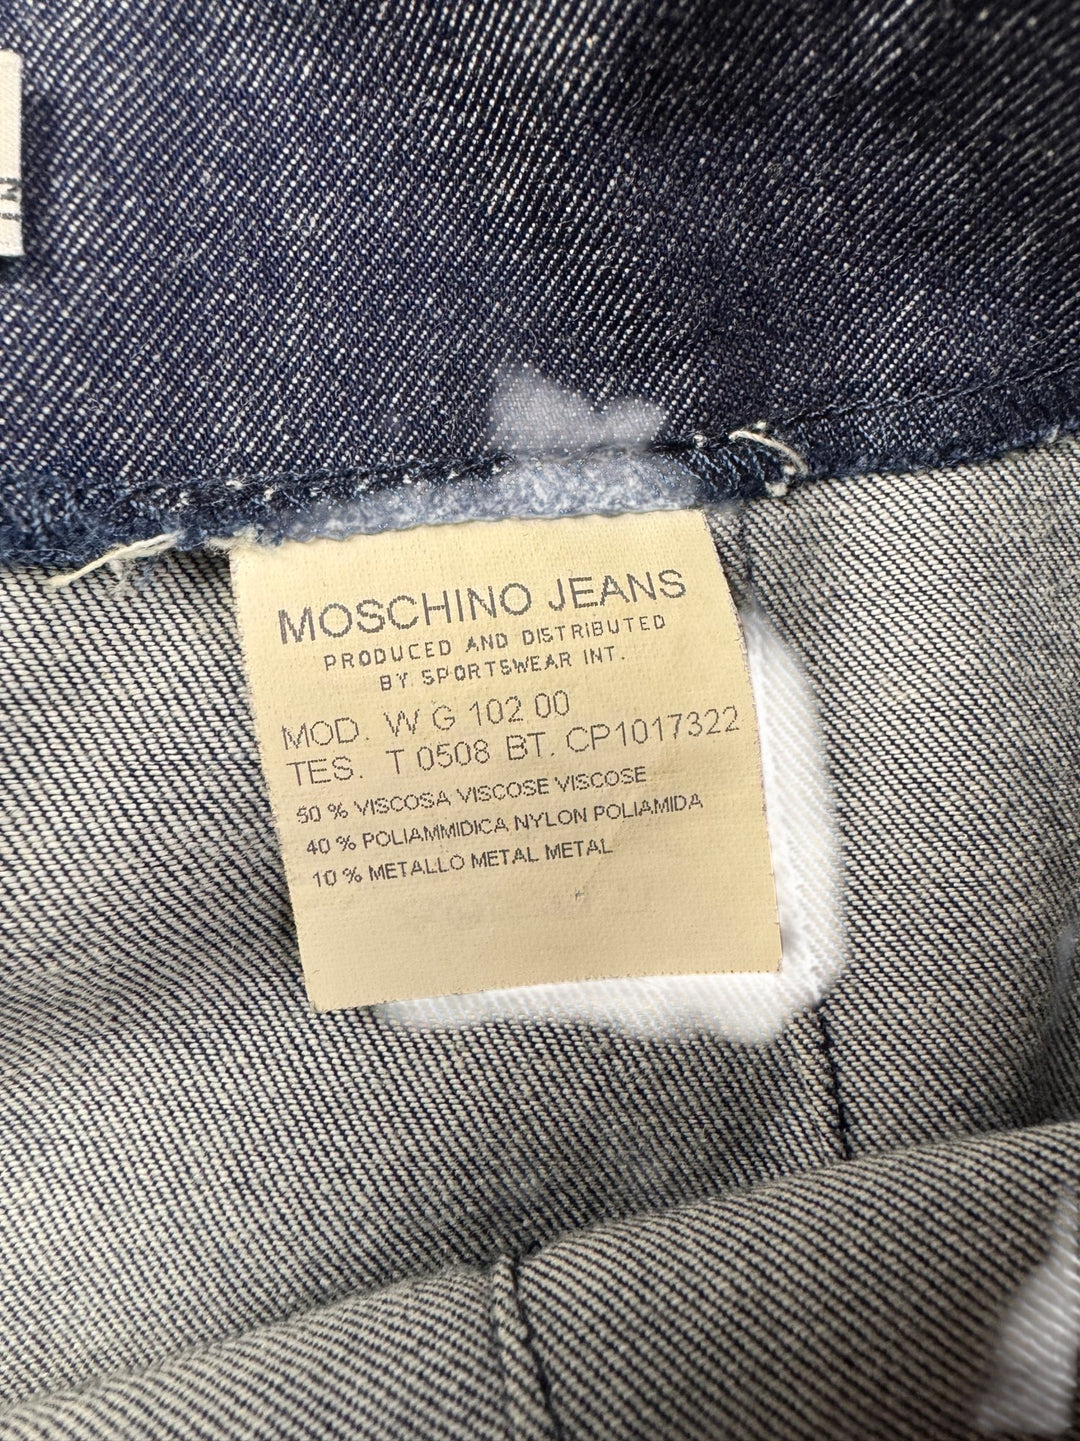 MOSCHINO JEANS
PRODUCED AND DISTRIBUTED
BY SPORTSWEAR INT.
MOD. W G 102 00
TES. T 0508 BT. CP1017322
50 % VISCOSA VISCOSE VISCOSE
40 % POLIAMMIDICA NYLON POLIAMIDA
10 % METALLO METAL METAL